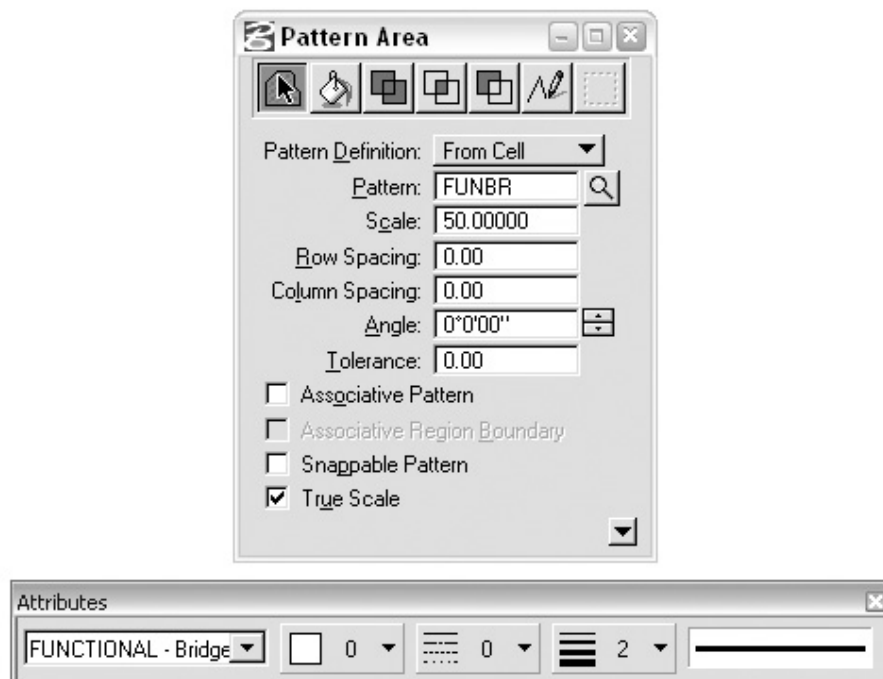 Pattern Area
Pattern Definition: From Cell
Pattern: FUNBR
Scale: 50.00000
Row Spacing: 0.00
Column Spacing: 0.00
Angle: 0°0'00"
Tolerance: 0.00
Associative Pattern
Associative Region Boundary
Snappable Pattern
True Scale
Attributes
FUNCTIONAL - Bridge 0 0 2